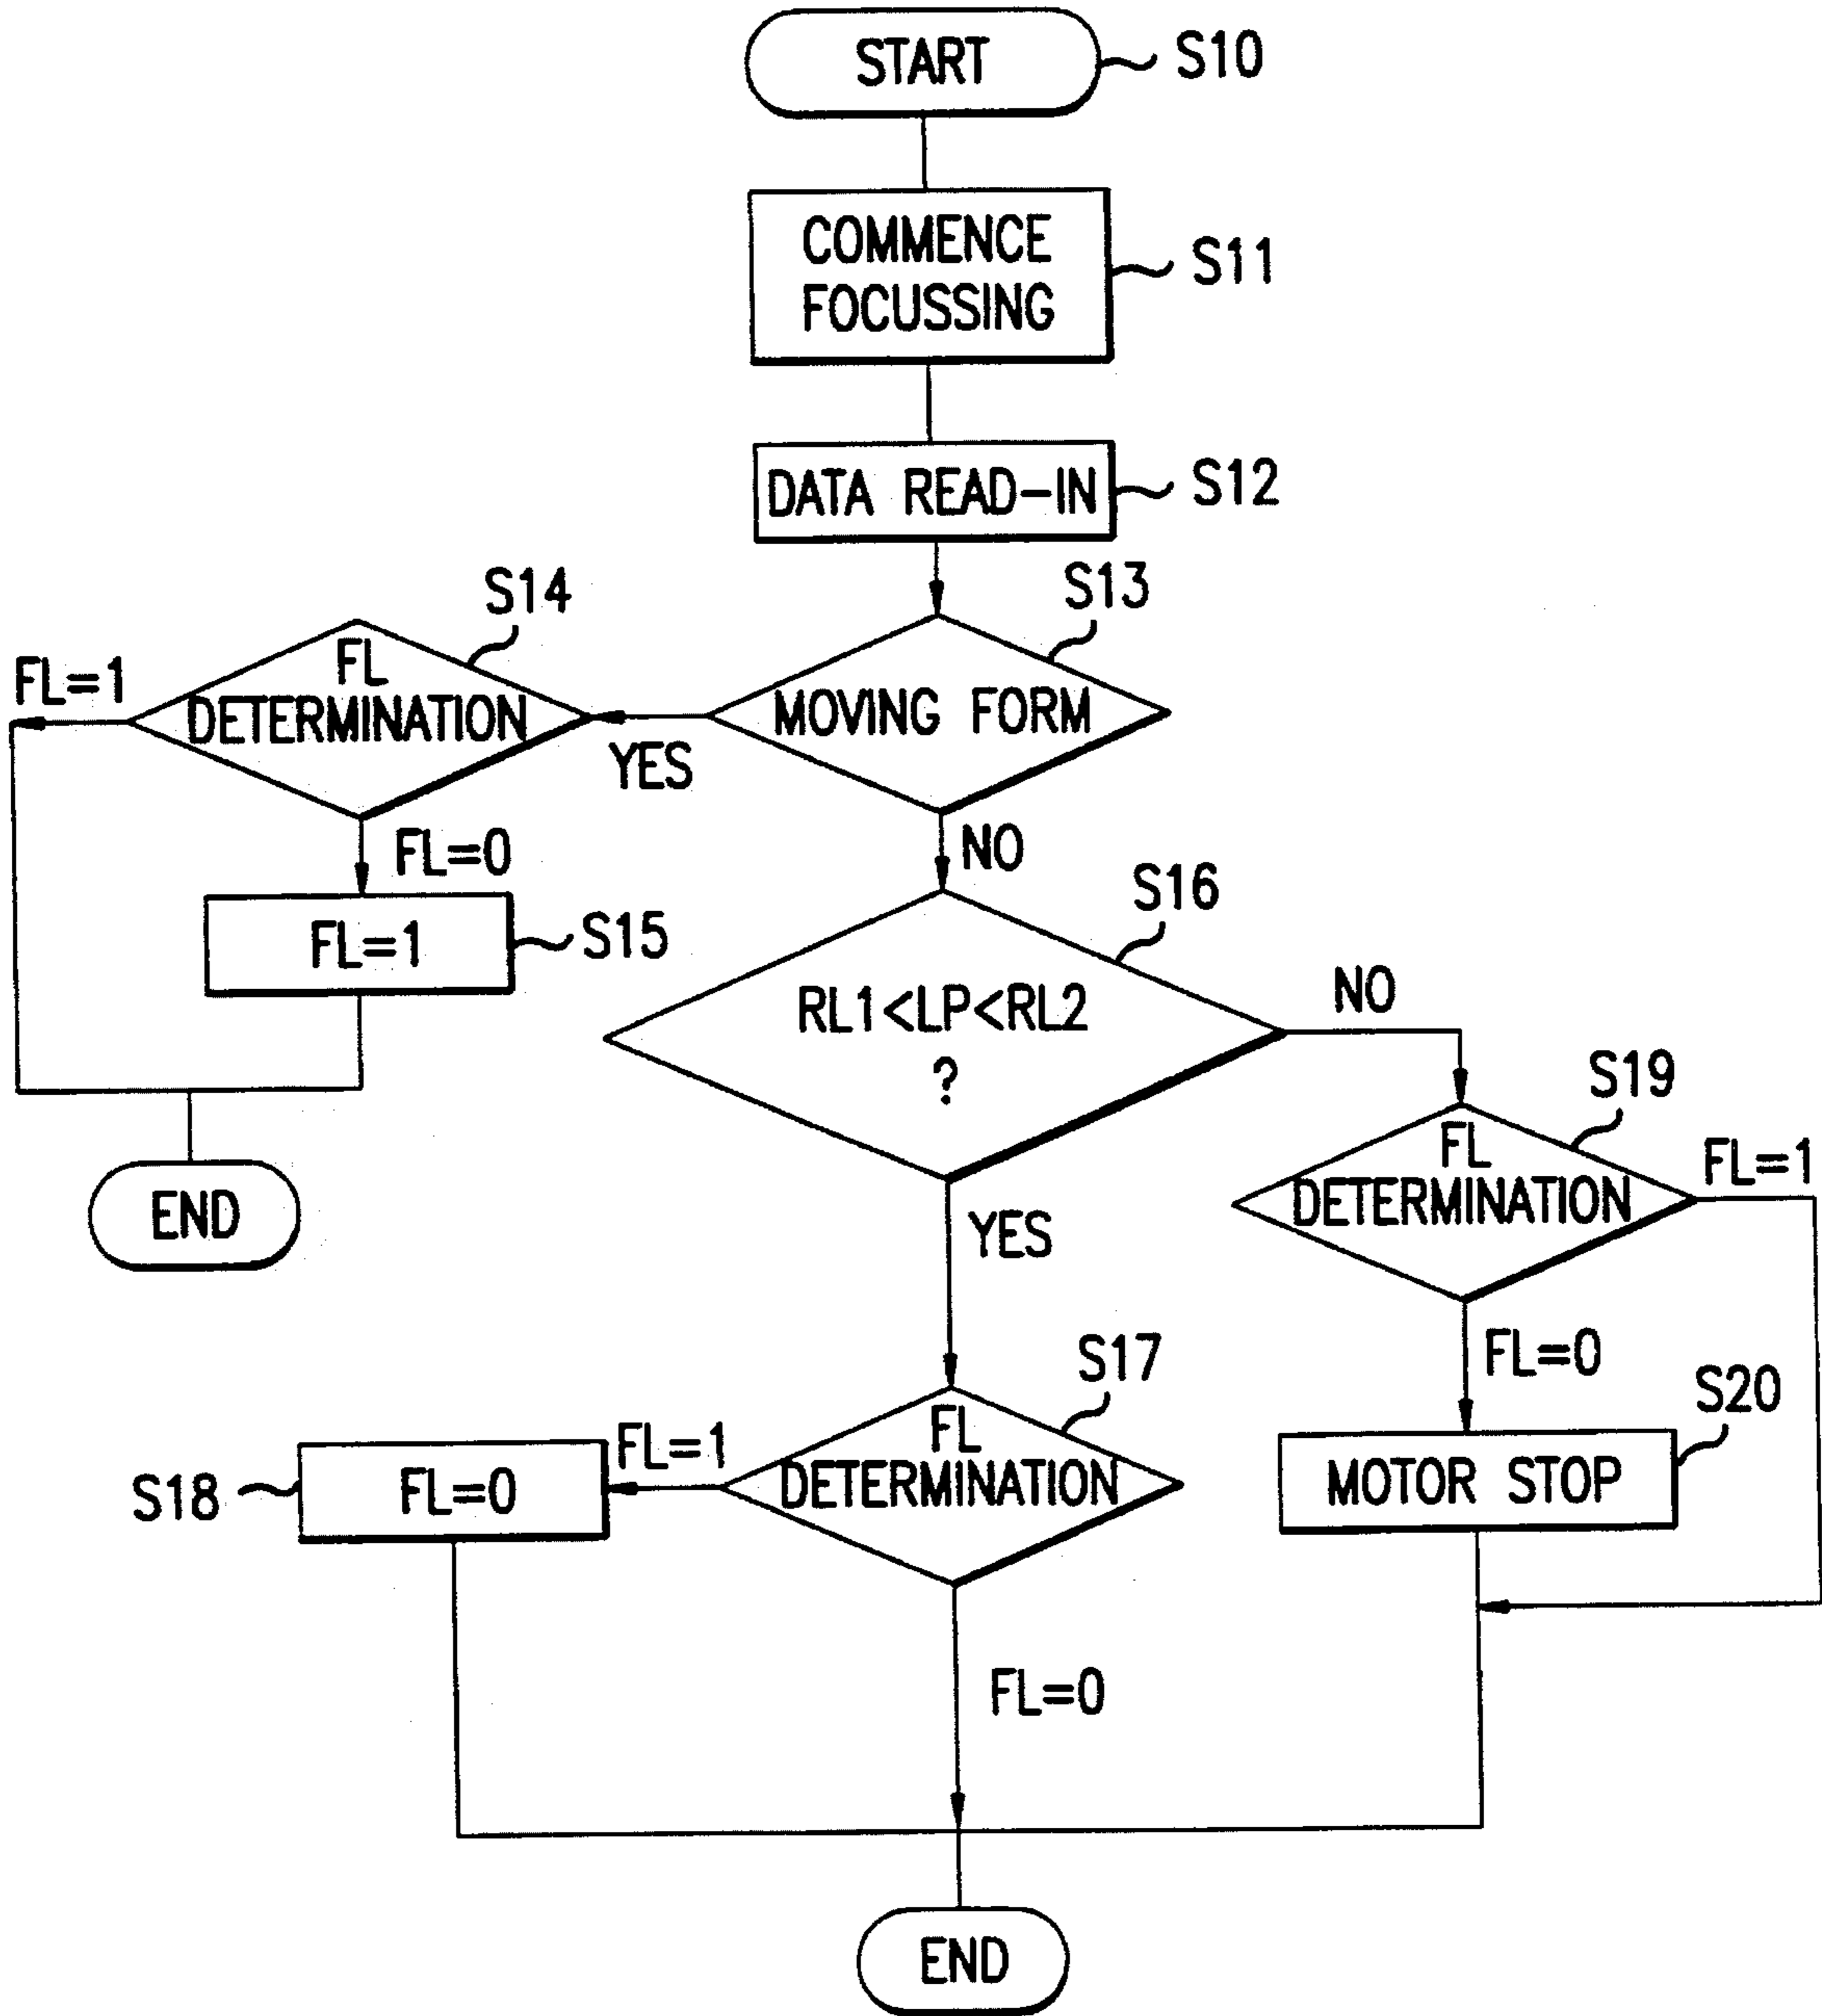 START
S10
COMMENCE
FOCUSSING
S11
DATA READ-IN
S12
S13
MOVING FORM
S14
FL
DETERMINATION
FL=1
YES
FL=0
NO
FL=1
S15
END
S16
RL1<LP<RL2
?
NO
YES
S19
FL
DETERMINATION
FL=1
FL=0
S20
MOTOR STOP
S17
FL
DETERMINATION
FL=1
S18
FL=0
FL=0
END